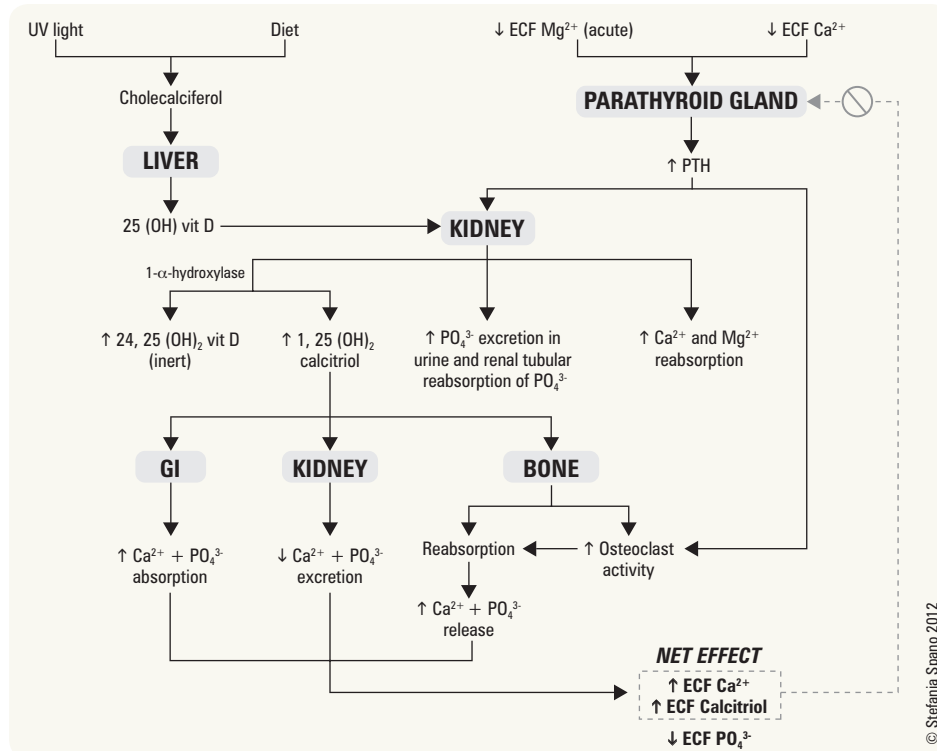 UV light
Diet
↓ ECF Mg²⁺ (acute)
↓ ECF Ca²⁺
Cholecalciferol
PARATHYROID GLAND
LIVER
↑ PTH
25 (OH) vit D
KIDNEY
1-α-hydroxylase
↑ 24, 25 (OH)₂ vit D
(inert)
↑ 1, 25 (OH)₂
calcitriol
↑ PO₄³⁻ excretion in
urine and renal tubular
reabsorption of PO₄³⁻
↑ Ca²⁺ and Mg²⁺
reabsorption
GI
KIDNEY
BONE
↑ Ca²⁺ + PO₄³⁻
absorption
↓ Ca²⁺ + PO₄³⁻
excretion
Reabsorption
↑ Osteoclast
activity
↑ Ca²⁺ + PO₄³⁻
release
NET EFFECT
↑ ECF Ca²⁺
↑ ECF Calcitriol
↓ ECF PO₄³⁻
© Stefania Spano 2012